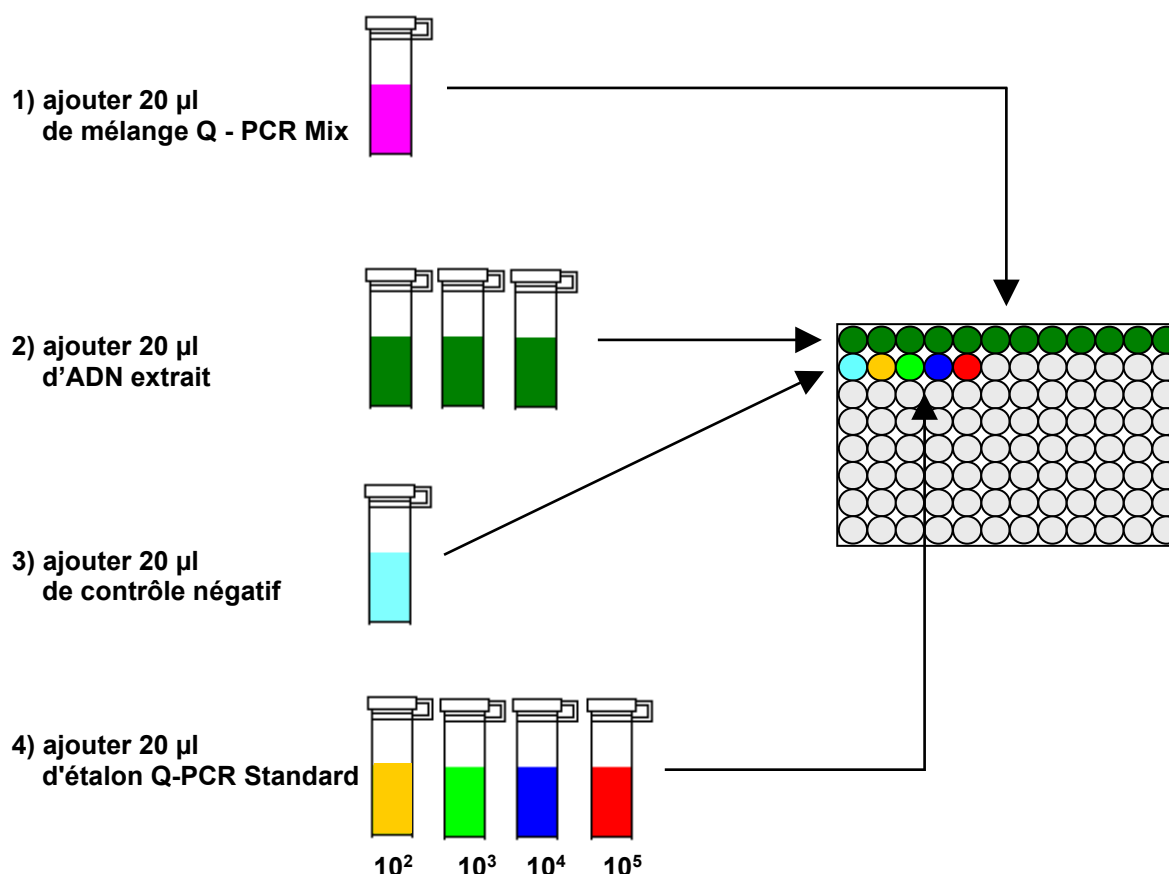 1) ajouter 20 µl
de mélange Q - PCR Mix
2) ajouter 20 µl
d’ADN extrait
3) ajouter 20 µl
de contrôle négatif
4) ajouter 20 µl
d'étalon Q-PCR Standard
10² 10³ 10⁴ 10⁵